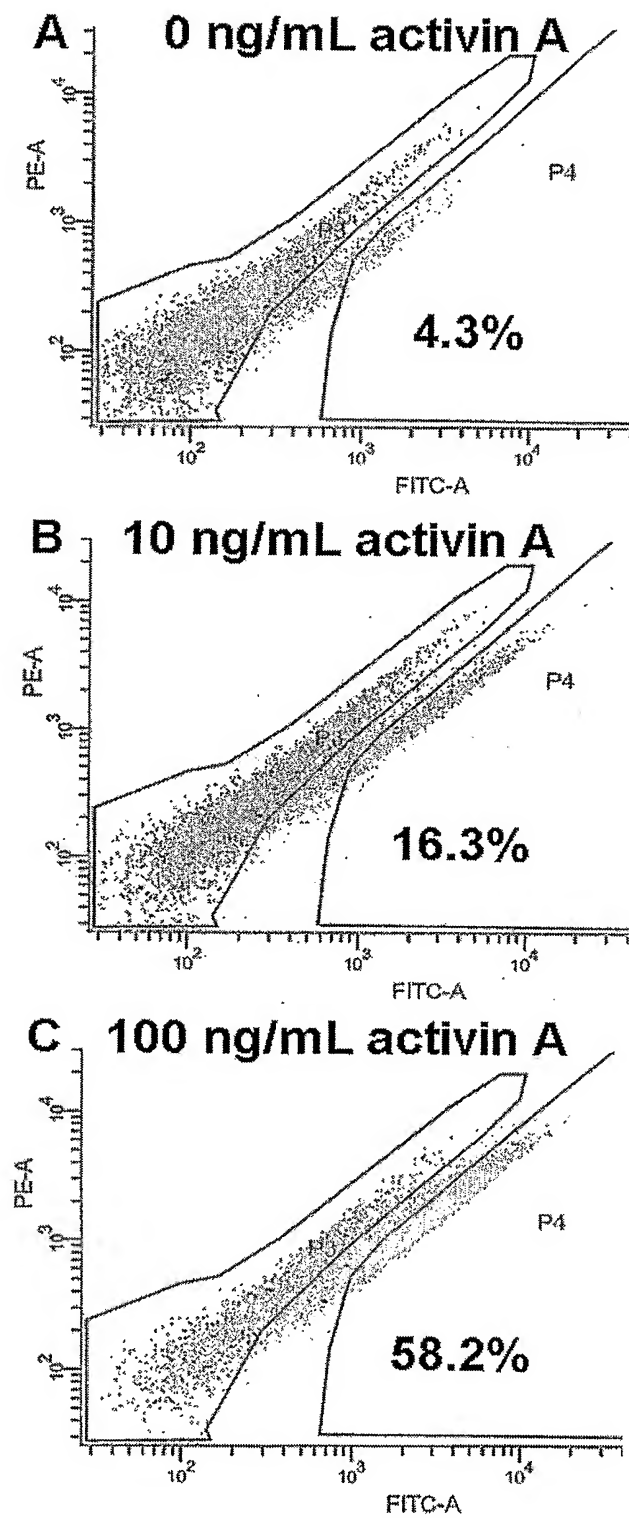 A 0 ng/mL activin A
10⁴
PE-A
P4
10³
P3
4.3%
10²
10² 10³ 10⁴
FITC-A
B 10 ng/mL activin A
10⁴
PE-A
P4
10³
P3
16.3%
10²
10² 10³ 10⁴
FITC-A
C 100 ng/mL activin A
10⁴
PE-A
P4
10³
P3
58.2%
10²
10² 10³ 10⁴
FITC-A